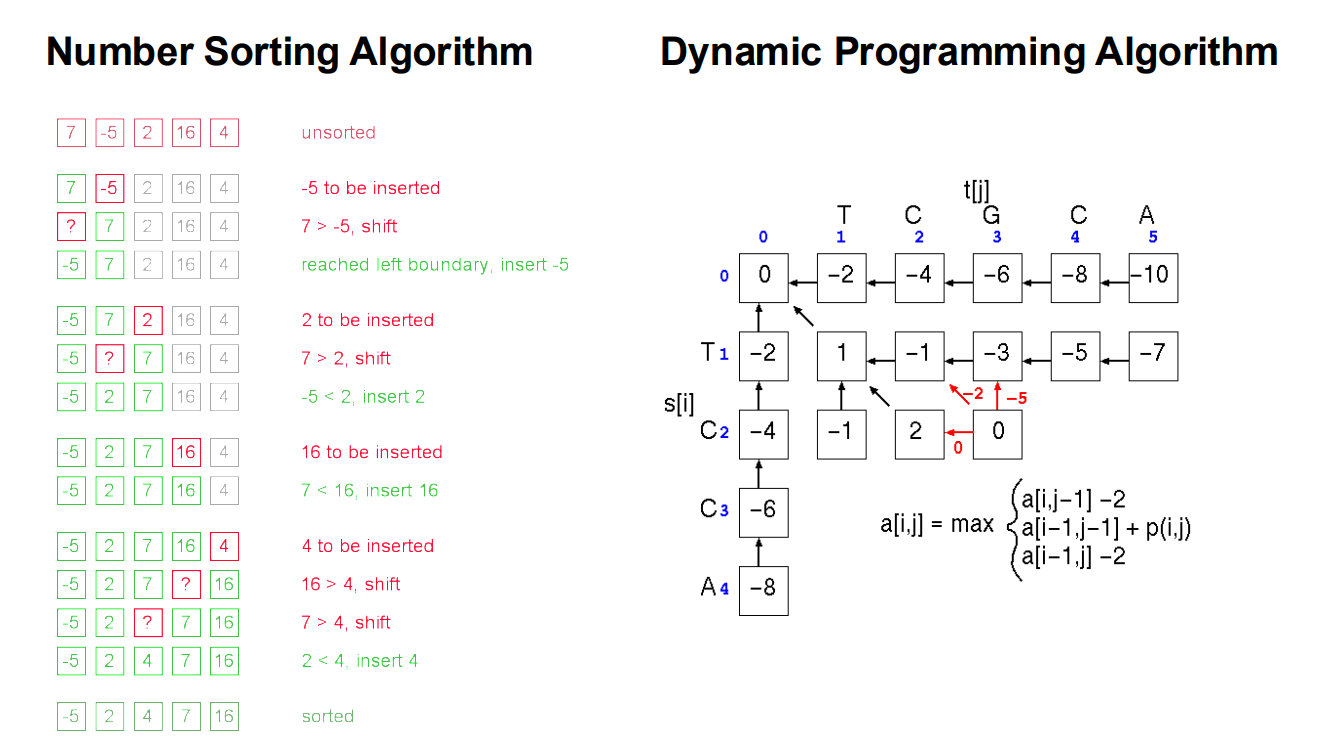 Number Sorting Algorithm
7 -5 2 16 4 unsorted
7 -5 2 16 4 -5 to be inserted
? 7 2 16 4 7 > -5, shift
-5 7 2 16 4 reached left boundary, insert -5
-5 7 2 16 4 2 to be inserted
-5 ? 7 16 4 7 > 2, shift
-5 2 7 16 4 -5 < 2, insert 2
-5 2 7 16 4 16 to be inserted
-5 2 7 16 4 7 < 16, insert 16
-5 2 7 16 4 4 to be inserted
-5 2 7 ? 16 16 > 4, shift
-5 2 ? 7 16 7 > 4, shift
-5 2 4 7 16 2 < 4, insert 4
-5 2 4 7 16 sorted
Dynamic Programming Algorithm
t[j]
T C G C A
0 1 2 3 4 5
0 0 −2 −4 −6 −8 −10
T 1 −2 1 −1 −3 −5 −7
−2 −5
s[i]
C 2 −4 −1 2 0
0
C 3 −6
a[i,j] = max { a[i,j−1] −2
a[i−1,j−1] + p(i,j)
a[i−1,j] −2
A 4 −8